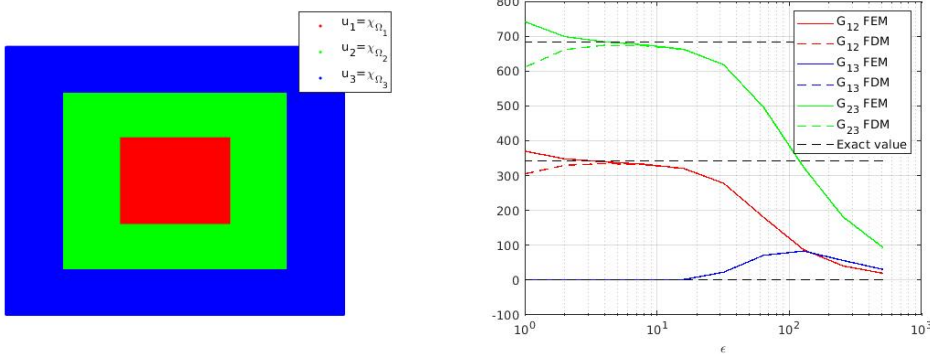 u₁=χ_Ω₁
u₂=χ_Ω₂
u₃=χ_Ω₃
800
700
600
500
400
300
200
100
0
-100
10⁰
10¹
10²
10³
ϵ
G₁₂ FEM
G₁₂ FDM
G₁₃ FEM
G₁₃ FDM
G₂₃ FEM
G₂₃ FDM
Exact value